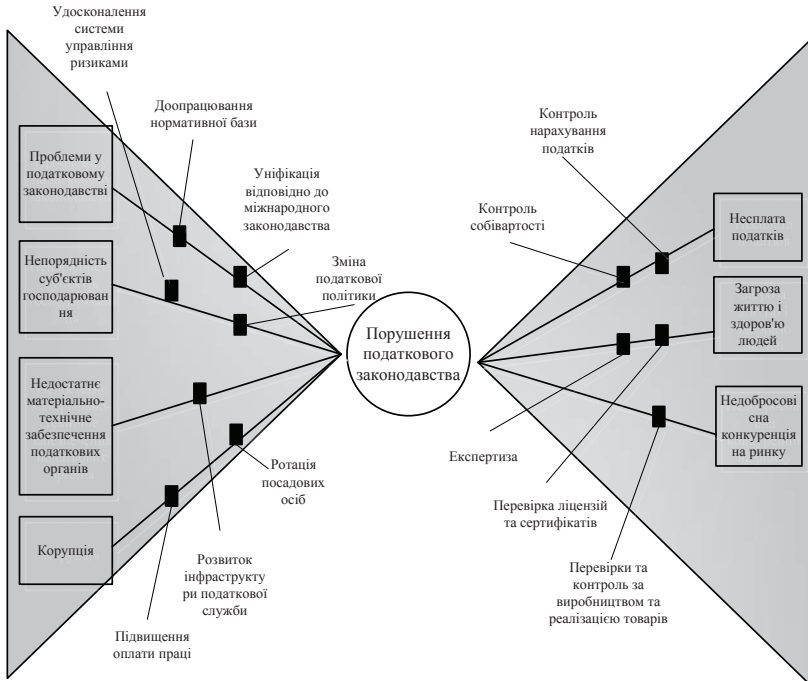 Удосконалення
системи
управління
ризиками
Доопрацювання
нормативної бази
Уніфікація
відповідно до
міжнародного
законодавства
Зміна
податкової
політики
Проблеми у
податковому
законодавстві
Непорядність
суб'єктів
господарюван
ня
Недостатнє
матеріально-
технічне
забезпечення
податкових
органів
Корупція
Ротація
посадових
осіб
Розвиток
інфраструкту
ри податкової
служби
Підвищення
оплати праці
Порушення
податкового
законодавства
Контроль
нарахування
податків
Контроль
собівартості
Несплата
податків
Загроза
життю і
здоров'ю
людей
Недобросові
сна
конкуренція
на ринку
Експертиза
Перевірка ліцензій
та сертифікатів
Перевірки та
контроль за
виробництвом та
реалізацією товарів